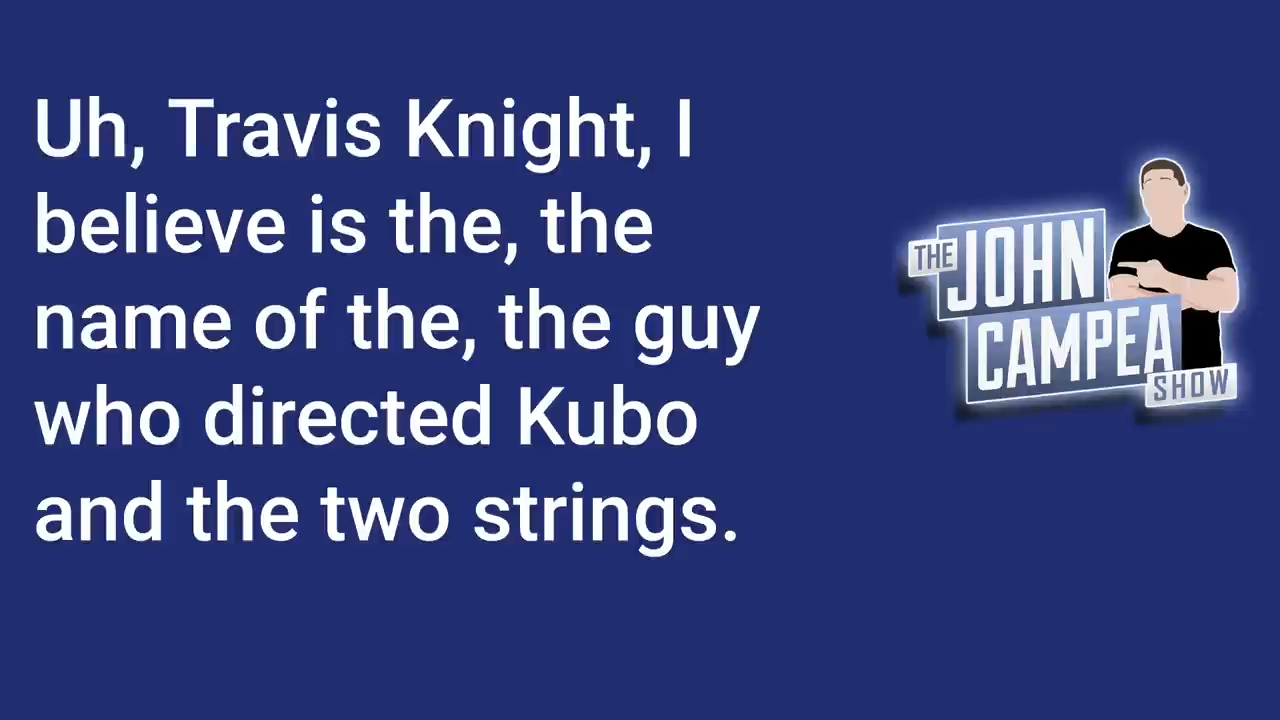 Uh, Travis Knight, I
believe is the, the
name of the, the guy
who directed Kubo
and the two strings.
THE
JOHN
CAMPEA
SHOW